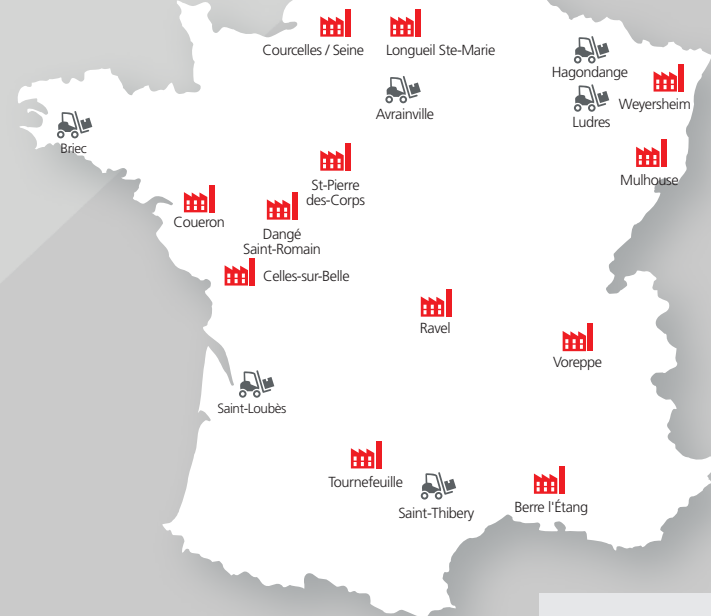 Courcelles / Seine
Longueil Ste-Marie
Hagondange
Weyersheim
Avrainville
Ludres
Briec
Mulhouse
St-Pierre
des-Corps
Coueron
Dangé
Saint-Romain
Celles-sur-Belle
Ravel
Voreppe
Saint-Loubès
Tournefeuille
Saint-Thibery
Berre l'Étang